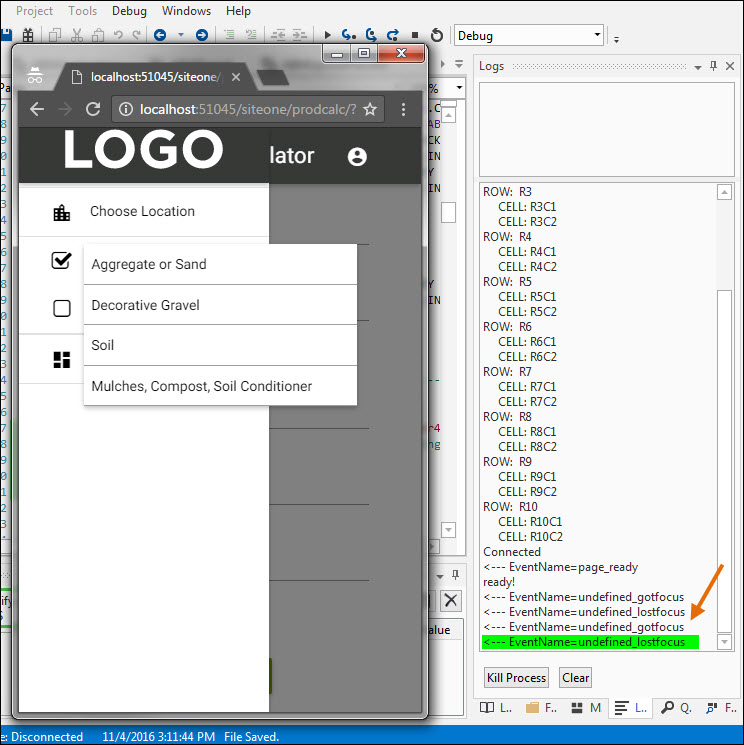 Project Tools Debug Windows Help
Debug
localhost:51045/siteone/
localhost:51045/siteone/prodcalc/?
LOGO
lator
Choose Location
Aggregate or Sand
Decorative Gravel
Soil
Mulches, Compost, Soil Conditioner
Logs
ROW: R3
CELL: R3C1
CELL: R3C2
ROW: R4
CELL: R4C1
CELL: R4C2
ROW: R5
CELL: R5C1
CELL: R5C2
ROW: R6
CELL: R6C1
CELL: R6C2
ROW: R7
CELL: R7C1
CELL: R7C2
ROW: R8
CELL: R8C1
CELL: R8C2
ROW: R9
CELL: R9C1
CELL: R9C2
ROW: R10
CELL: R10C1
CELL: R10C2
Connected
<--- EventName=page_ready
ready!
<--- EventName=undefined_gotfocus
<--- EventName=undefined_lostfocus
<--- EventName=undefined_gotfocus
<--- EventName=undefined_lostfocus
Kill Process Clear
L.. F.. M L.. Q. F..
e: Disconnected 11/4/2016 3:11:44 PM File Saved.